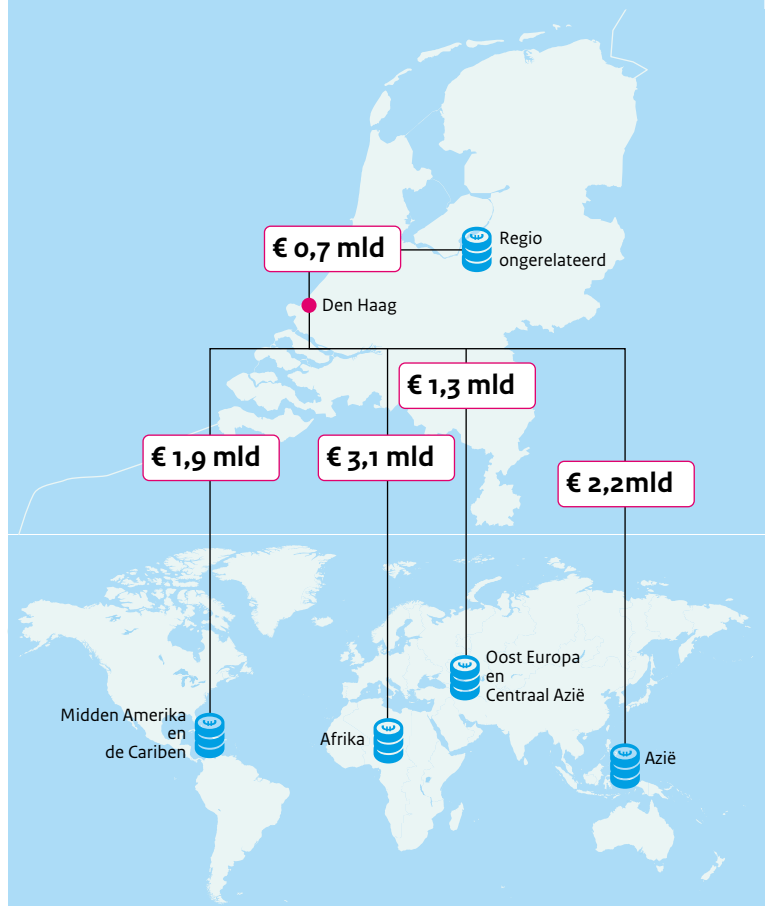 € 0,7 mld
Regio
ongerelateerd
Den Haag
€ 1,3 mld
€ 1,9 mld
€ 3,1 mld
€ 2,2mld
Oost Europa
en
Centraal Azië
Midden Amerika
en
de Cariben
Afrika
Azië